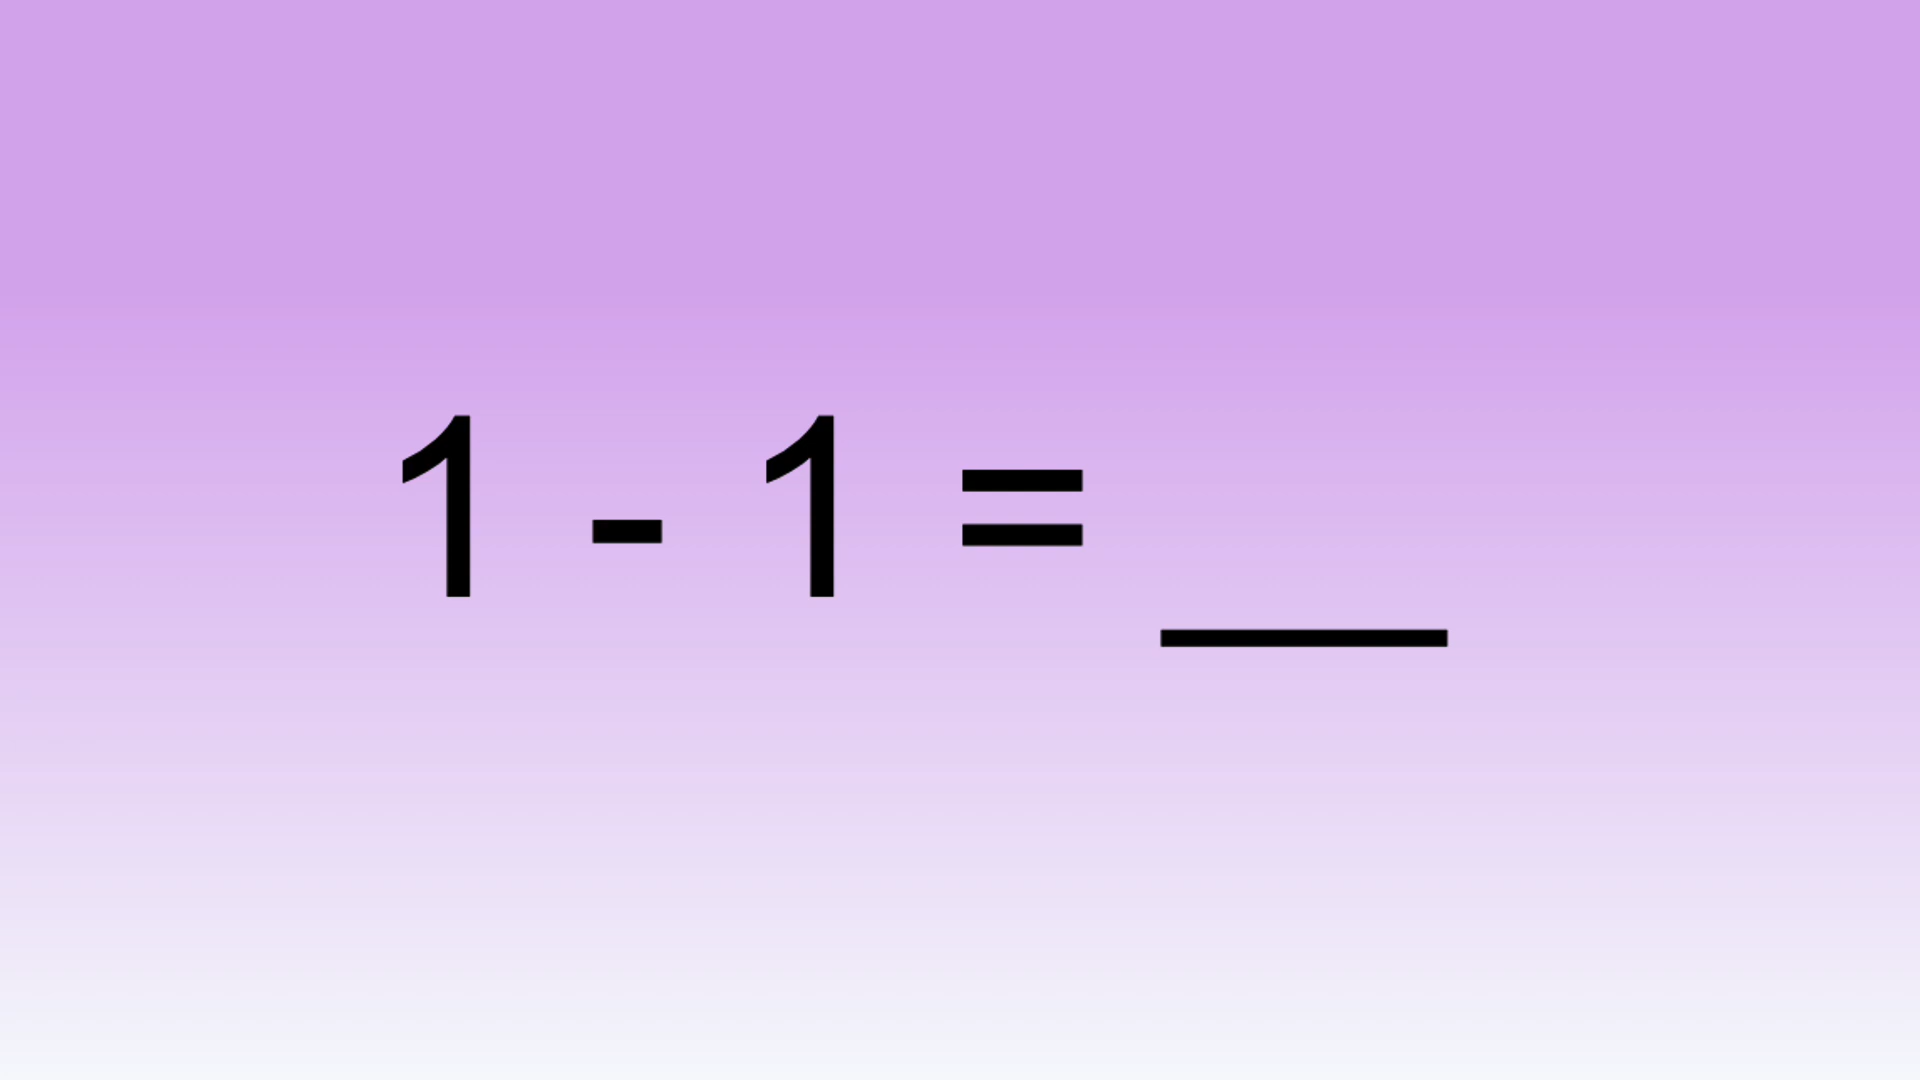 1 - 1 = __